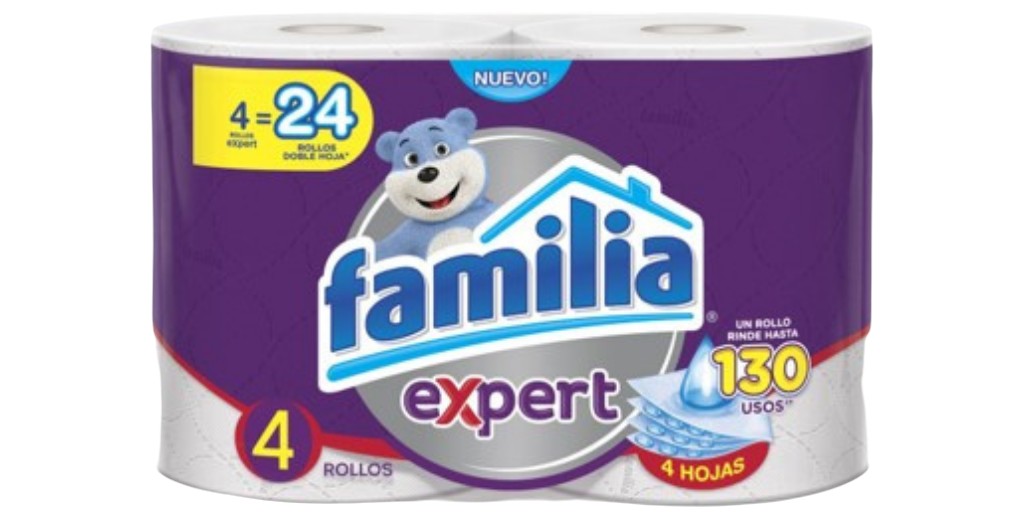 NUEVO!
4 = 24
ROLLOS expert
ROLLOS
DOBLE HOJA*
familia®
expert
UN ROLLO
RINDE HASTA
130
USOS**
4 HOJAS
4
ROLLOS